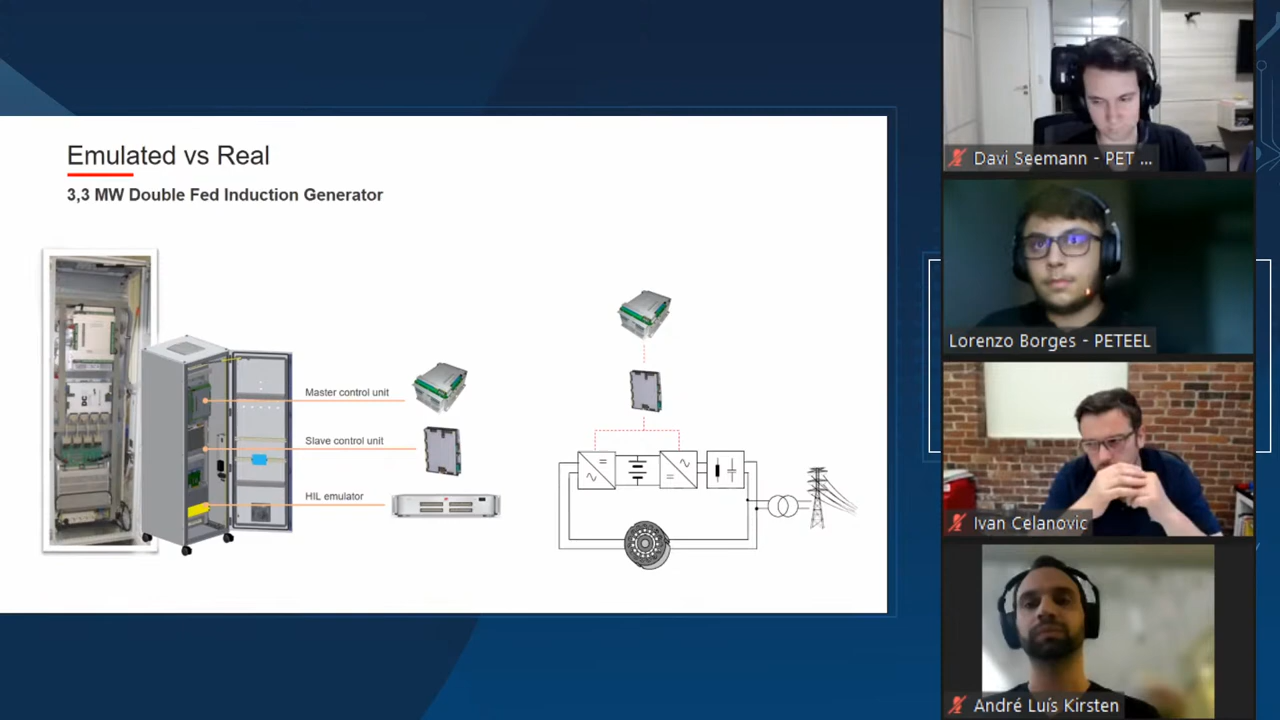 Emulated vs Real
3,3 MW Double Fed Induction Generator
Master control unit
Slave control unit
HIL emulator
Davi Seemann - PET ...
Lorenzo Borges - PETEEL
Ivan Celanovic
André Luís Kirsten